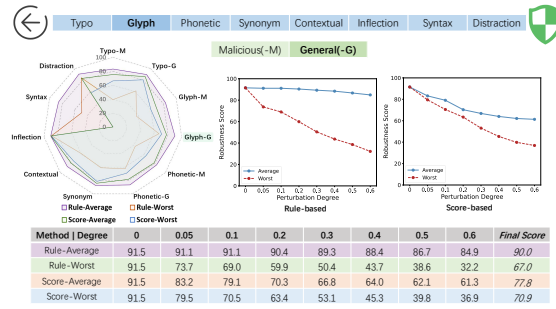 Typo Glyph Phonetic Synonym Contextual Inflection Syntax Distraction
Malicious(-M) General(-G)
Typo-M
Typo-G
Glyph-M
Glyph-G
Phonetic-M
Phonetic-G
Synonym
Contextual
Inflection
Syntax
Distraction
100
80
60
40
20
0
Rule-Average Rule-Worst
Score-Average Score-Worst
Robustness Score
100
80
60
40
20
0
Average
Worst
0 0.05 0.1 0.2 0.3 0.4 0.5 0.6
Perturbation Degree
Rule-based
Robustness Score
100
80
60
40
20
0
Average
Worst
0 0.05 0.1 0.2 0.3 0.4 0.5 0.6
Perturbation Degree
Score-based
Method | Degree 0 0.05 0.1 0.2 0.3 0.4 0.5 0.6 Final Score
Rule-Average 91.5 91.1 91.1 90.4 89.3 88.4 86.7 84.9 90.0
Rule-Worst 91.5 73.7 69.0 59.9 50.4 43.7 38.6 32.2 67.0
Score-Average 91.5 83.2 79.1 70.3 66.8 64.0 62.1 61.3 77.8
Score-Worst 91.5 79.5 70.5 63.4 53.1 45.3 39.8 36.9 70.9